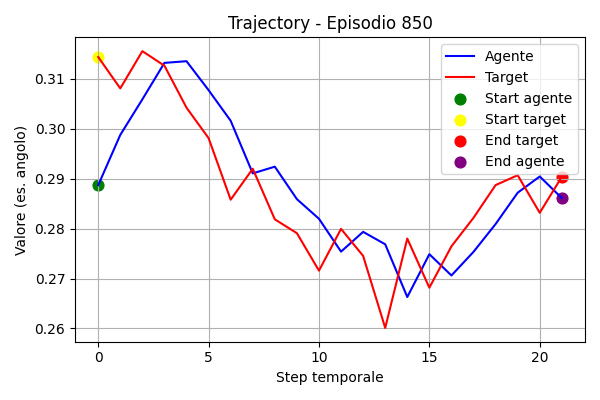 Trajectory - Episodio 850
Valore (es. angolo)
0.31
0.30
0.29
0.28
0.27
0.26
0
5
10
15
20
Step temporale
Agente
Target
Start agente
Start target
End target
End agente